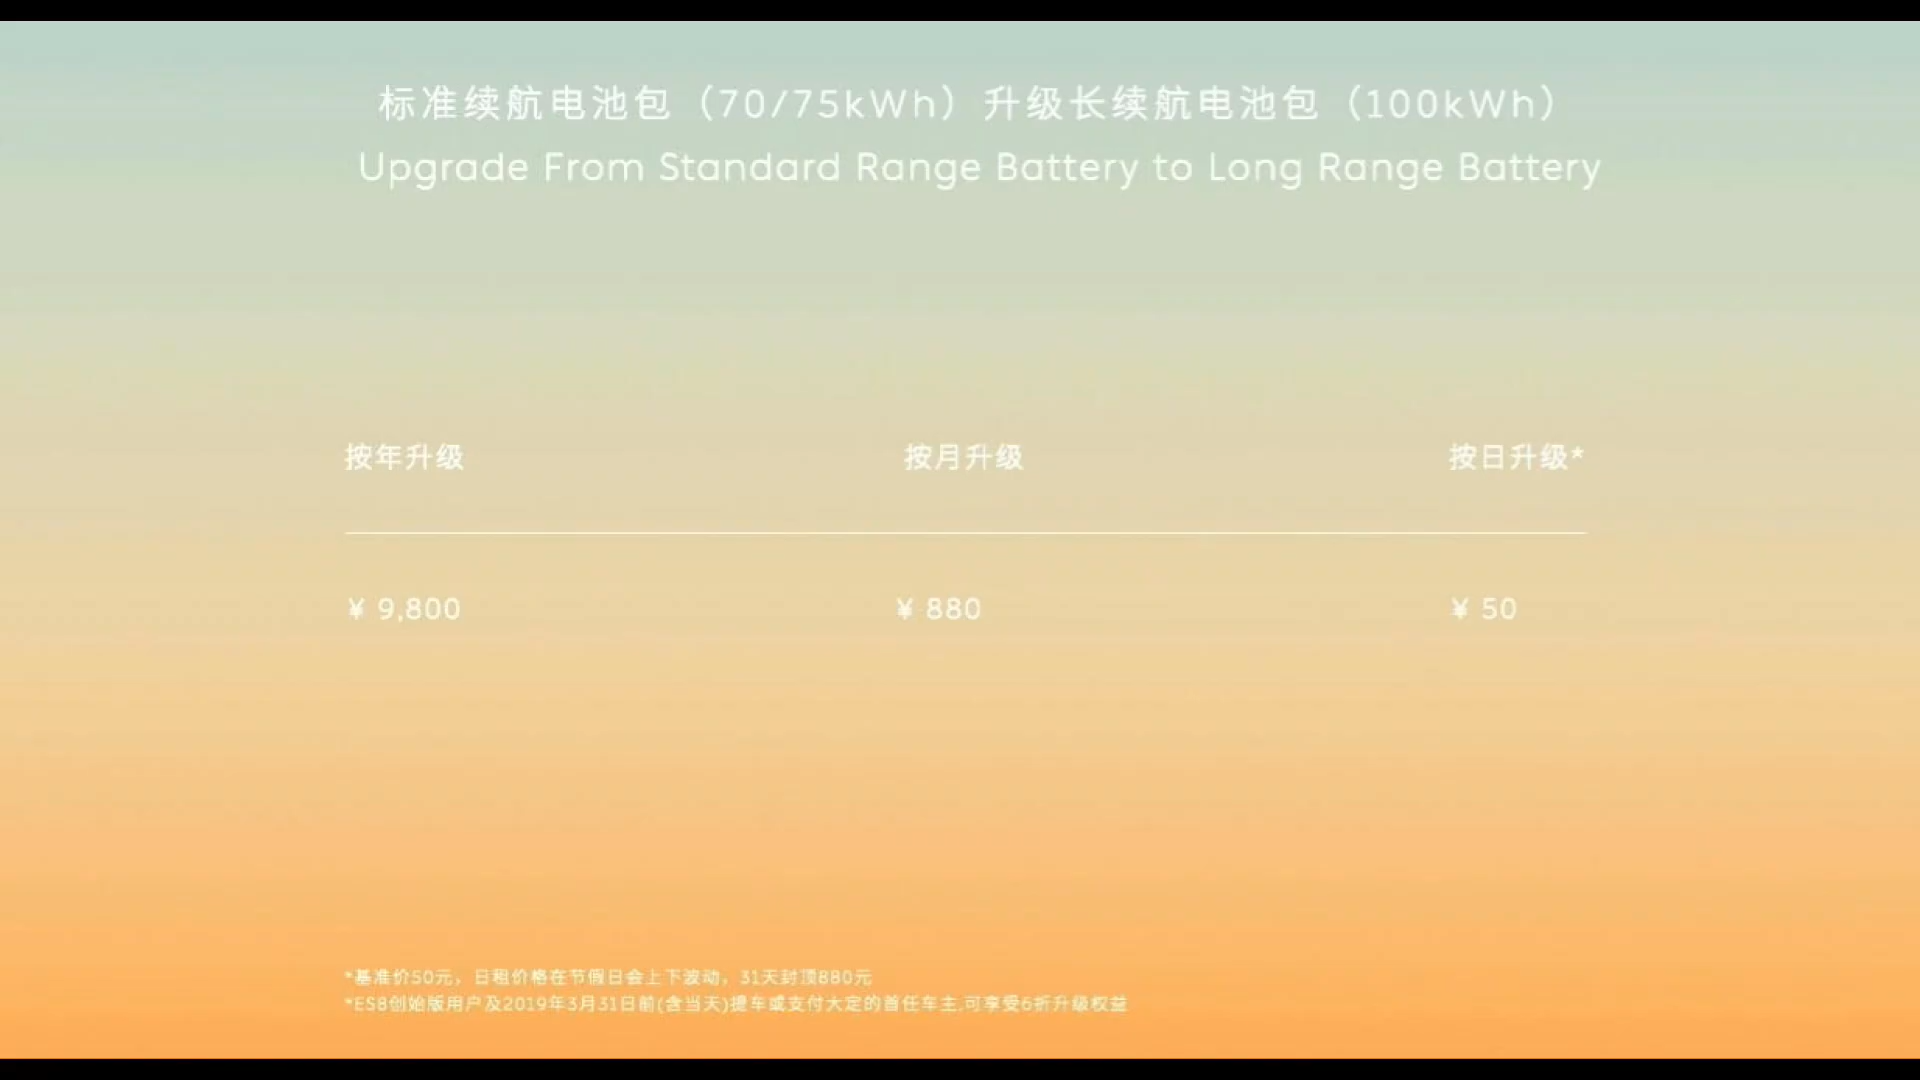 标准续航电池包（70/75kWh）升级长续航电池包（100kWh）
Upgrade From Standard Range Battery to Long Range Battery
按年升级 按月升级 按日升级*
¥ 9,800 ¥ 880 ¥ 50
*基准价50元，日租价格在节假日会上下波动，31天封顶880元
*ES8创始版用户及2019年3月31日前(含当天)提车或支付大定的首任车主,可享受6折升级权益